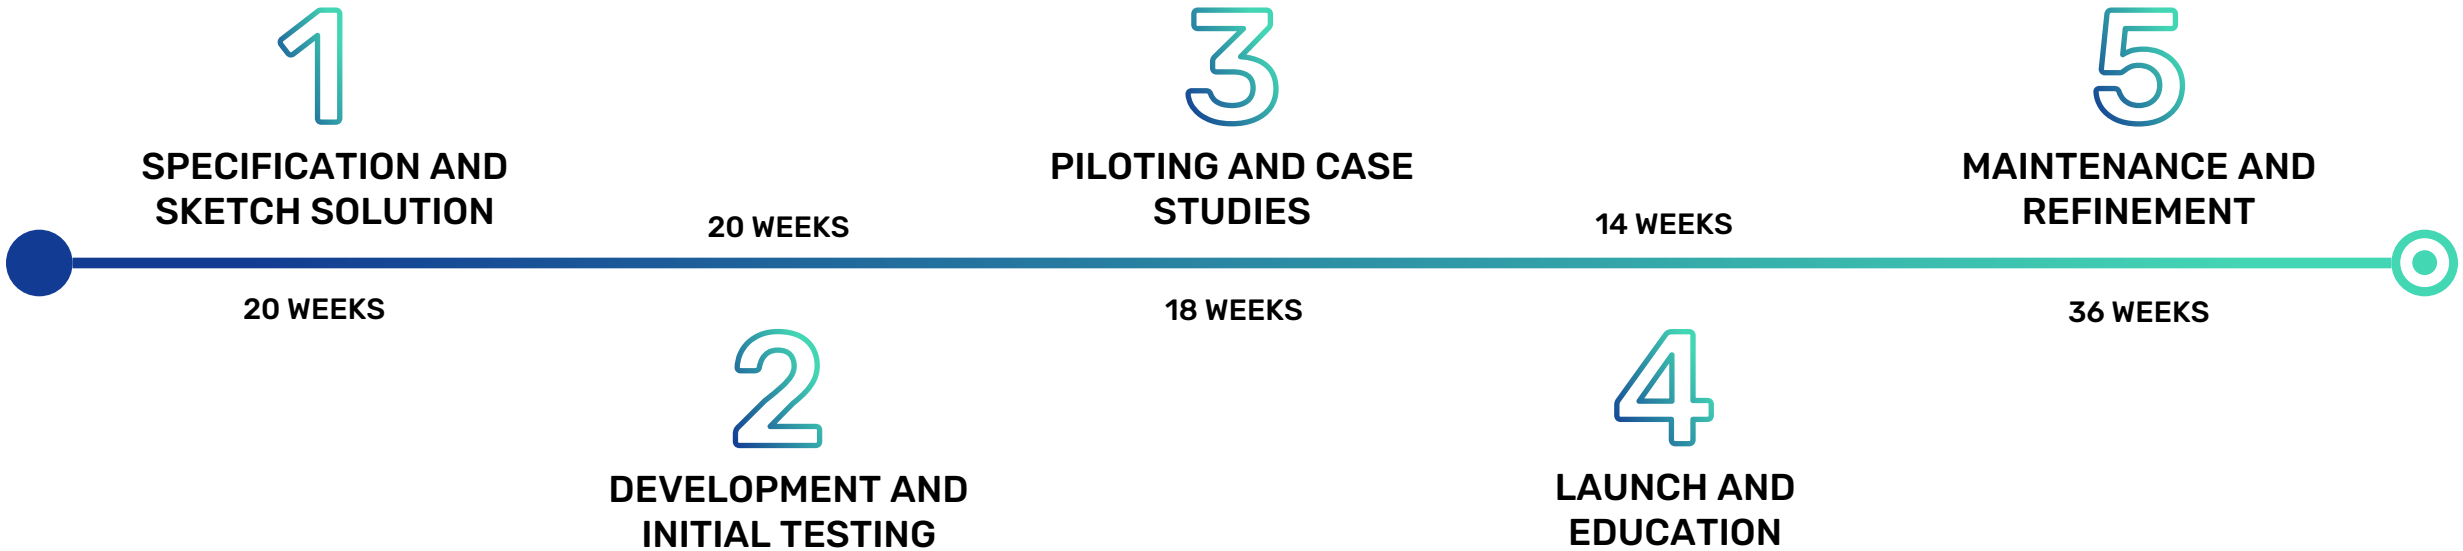 1
SPECIFICATION AND
SKETCH SOLUTION
20 WEEKS
20 WEEKS
2
DEVELOPMENT AND
INITIAL TESTING
3
PILOTING AND CASE
STUDIES
18 WEEKS
14 WEEKS
4
LAUNCH AND
EDUCATION
5
MAINTENANCE AND
REFINEMENT
36 WEEKS